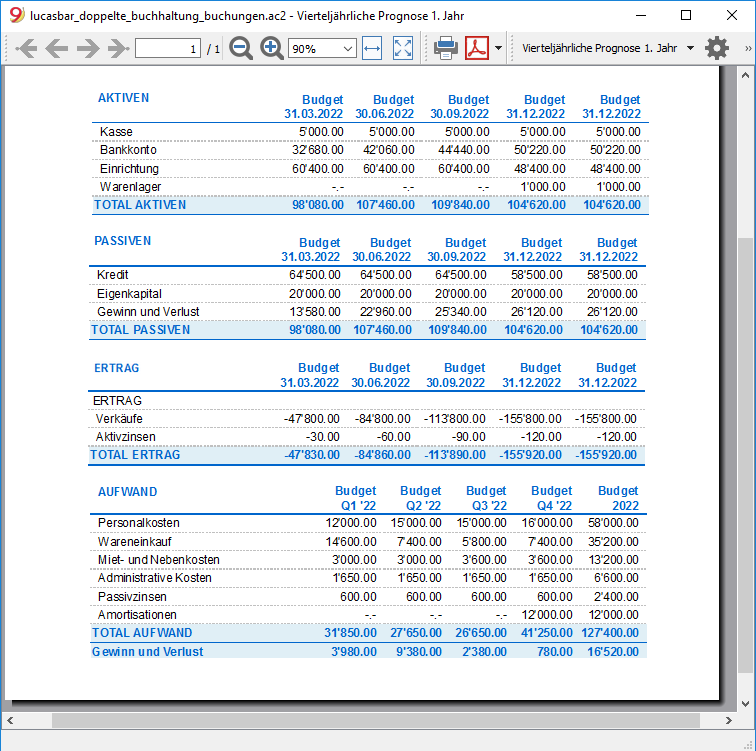 lucasbar_doppelte_buchhaltung_buchungen.ac2 - Vierteljährliche Prognose 1. Jahr
1 / 1 90% Vierteljährliche Prognose 1. Jahr »
AKTIVEN Budget Budget Budget Budget Budget
31.03.2022 30.06.2022 30.09.2022 31.12.2022 31.12.2022
Kasse 5'000.00 5'000.00 5'000.00 5'000.00 5'000.00
Bankkonto 32'680.00 42'060.00 44'440.00 50'220.00 50'220.00
Einrichtung 60'400.00 60'400.00 60'400.00 48'400.00 48'400.00
Warenlager -.- -.- -.- 1'000.00 1'000.00
TOTAL AKTIVEN 98'080.00 107'460.00 109'840.00 104'620.00 104'620.00
PASSIVEN Budget Budget Budget Budget Budget
31.03.2022 30.06.2022 30.09.2022 31.12.2022 31.12.2022
Kredit 64'500.00 64'500.00 64'500.00 58'500.00 58'500.00
Eigenkapital 20'000.00 20'000.00 20'000.00 20'000.00 20'000.00
Gewinn und Verlust 13'580.00 22'960.00 25'340.00 26'120.00 26'120.00
TOTAL PASSIVEN 98'080.00 107'460.00 109'840.00 104'620.00 104'620.00
ERTRAG Budget Budget Budget Budget Budget
31.03.2022 30.06.2022 30.09.2022 31.12.2022 31.12.2022
ERTRAG
Verkäufe -47'800.00 -84'800.00 -113'800.00 -155'800.00 -155'800.00
Aktivzinsen -30.00 -60.00 -90.00 -120.00 -120.00
TOTAL ERTRAG -47'830.00 -84'860.00 -113'890.00 -155'920.00 -155'920.00
AUFWAND Budget Budget Budget Budget Budget
Q1 '22 Q2 '22 Q3 '22 Q4 '22 2022
Personalkosten 12'000.00 15'000.00 15'000.00 16'000.00 58'000.00
Wareneinkauf 14'600.00 7'400.00 5'800.00 7'400.00 35'200.00
Miet- und Nebenkosten 3'000.00 3'000.00 3'600.00 3'600.00 13'200.00
Administrative Kosten 1'650.00 1'650.00 1'650.00 1'650.00 6'600.00
Passivzinsen 600.00 600.00 600.00 600.00 2'400.00
Amortisationen -.- -.- -.- 12'000.00 12'000.00
TOTAL AUFWAND 31'850.00 27'650.00 26'650.00 41'250.00 127'400.00
Gewinn und Verlust 3'980.00 9'380.00 2'380.00 780.00 16'520.00